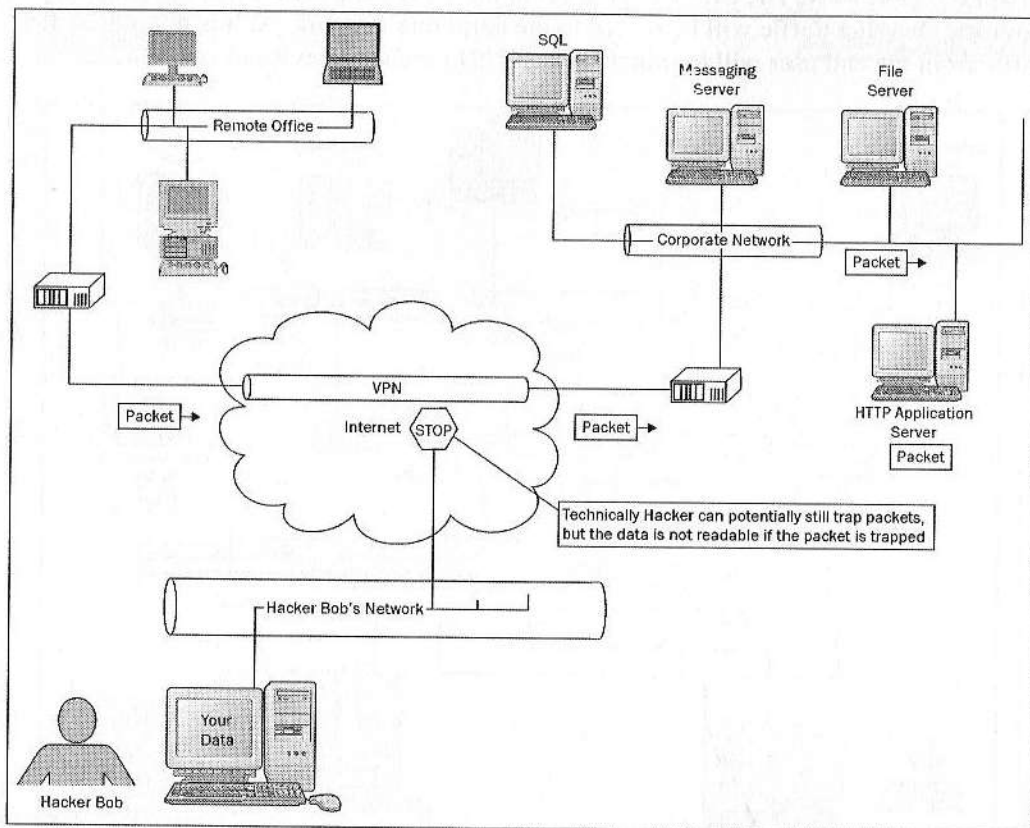 SQL
Messaging
Server
File
Server
Remote Office
Corporate Network
Packet
VPN
Packet
Internet
STOP
Packet
HTTP Application
Server
Packet
Technically Hacker can potentially still trap packets,
but the data is not readable if the packet is trapped
Hacker Bob's Network
Your
Data
Hacker Bob